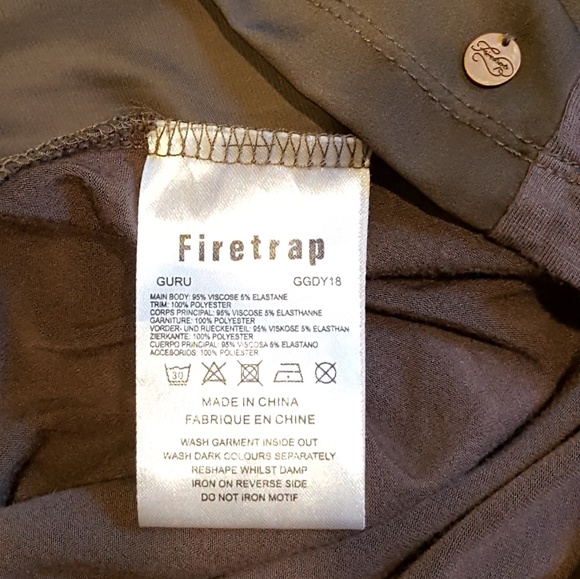 Firetrap
GURU GGDY18
MAIN BODY: 95% VISCOSE 5% ELASTANE
TRIM: 100% POLYESTER
CORPS PRINCIPAL: 95% VISCOSE 5% ELASTHANNE
GARNITURE: 100% POLYESTER
VORDER- UND RUECKENTEIL: 95% VISKOSE 5% ELASTHAN
ZIERKANTE: 100% POLYESTER
CUERPO PRINCIPAL: 95% VISCOSA 5% ELASTANO
ACCESORIOS: 100% POLIESTER
30
MADE IN CHINA
FABRIQUE EN CHINE
WASH GARMENT INSIDE OUT
WASH DARK COLOURS SEPARATELY
RESHAPE WHILST DAMP
IRON ON REVERSE SIDE
DO NOT IRON MOTIF